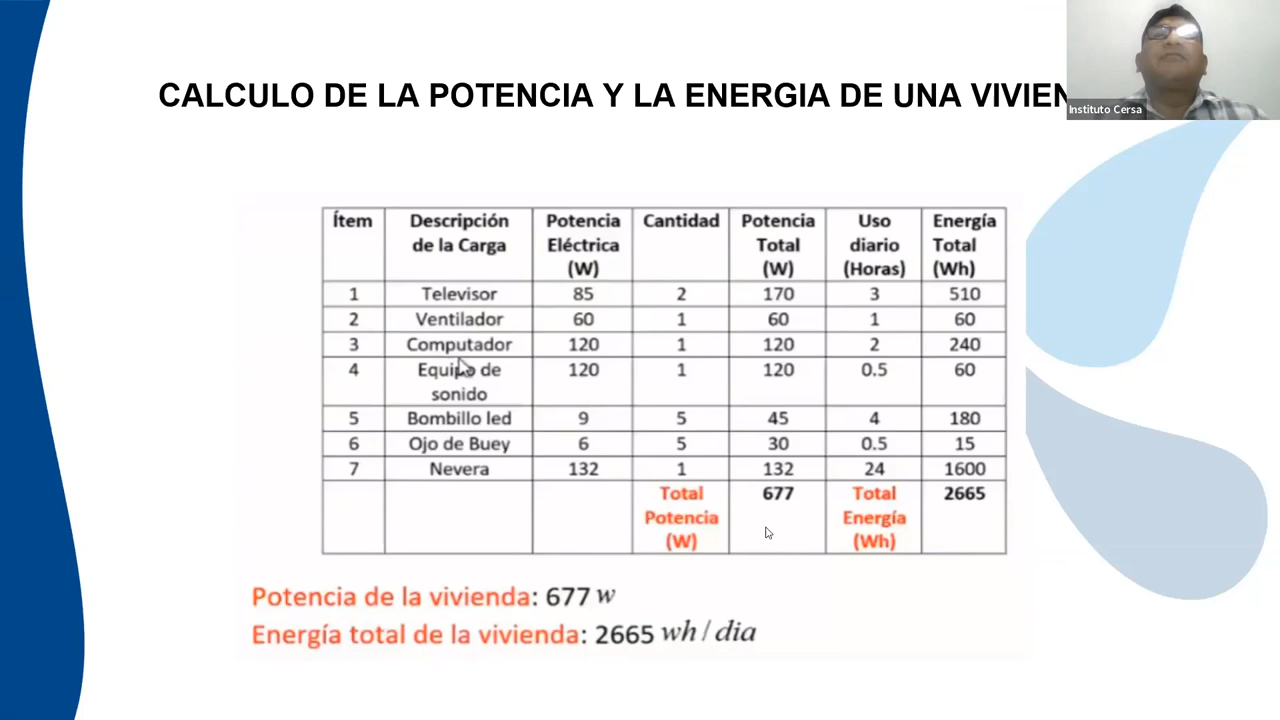 CALCULO DE LA POTENCIA Y LA ENERGIA DE UNA VIVIEN
Instituto Cersa
Ítem Descripción de la Carga Potencia Eléctrica (W) Cantidad Potencia Total (W) Uso diario (Horas) Energía Total (Wh)
1 Televisor 85 2 170 3 510
2 Ventilador 60 1 60 1 60
3 Computador 120 1 120 2 240
4 Equipo de sonido 120 1 120 0.5 60
5 Bombillo led 9 5 45 4 180
6 Ojo de Buey 6 5 30 0.5 15
7 Nevera 132 1 132 24 1600
Total Potencia (W) 677 Total Energía (Wh) 2665
Potencia de la vivienda: 677 w
Energía total de la vivienda: 2665 wh / dia